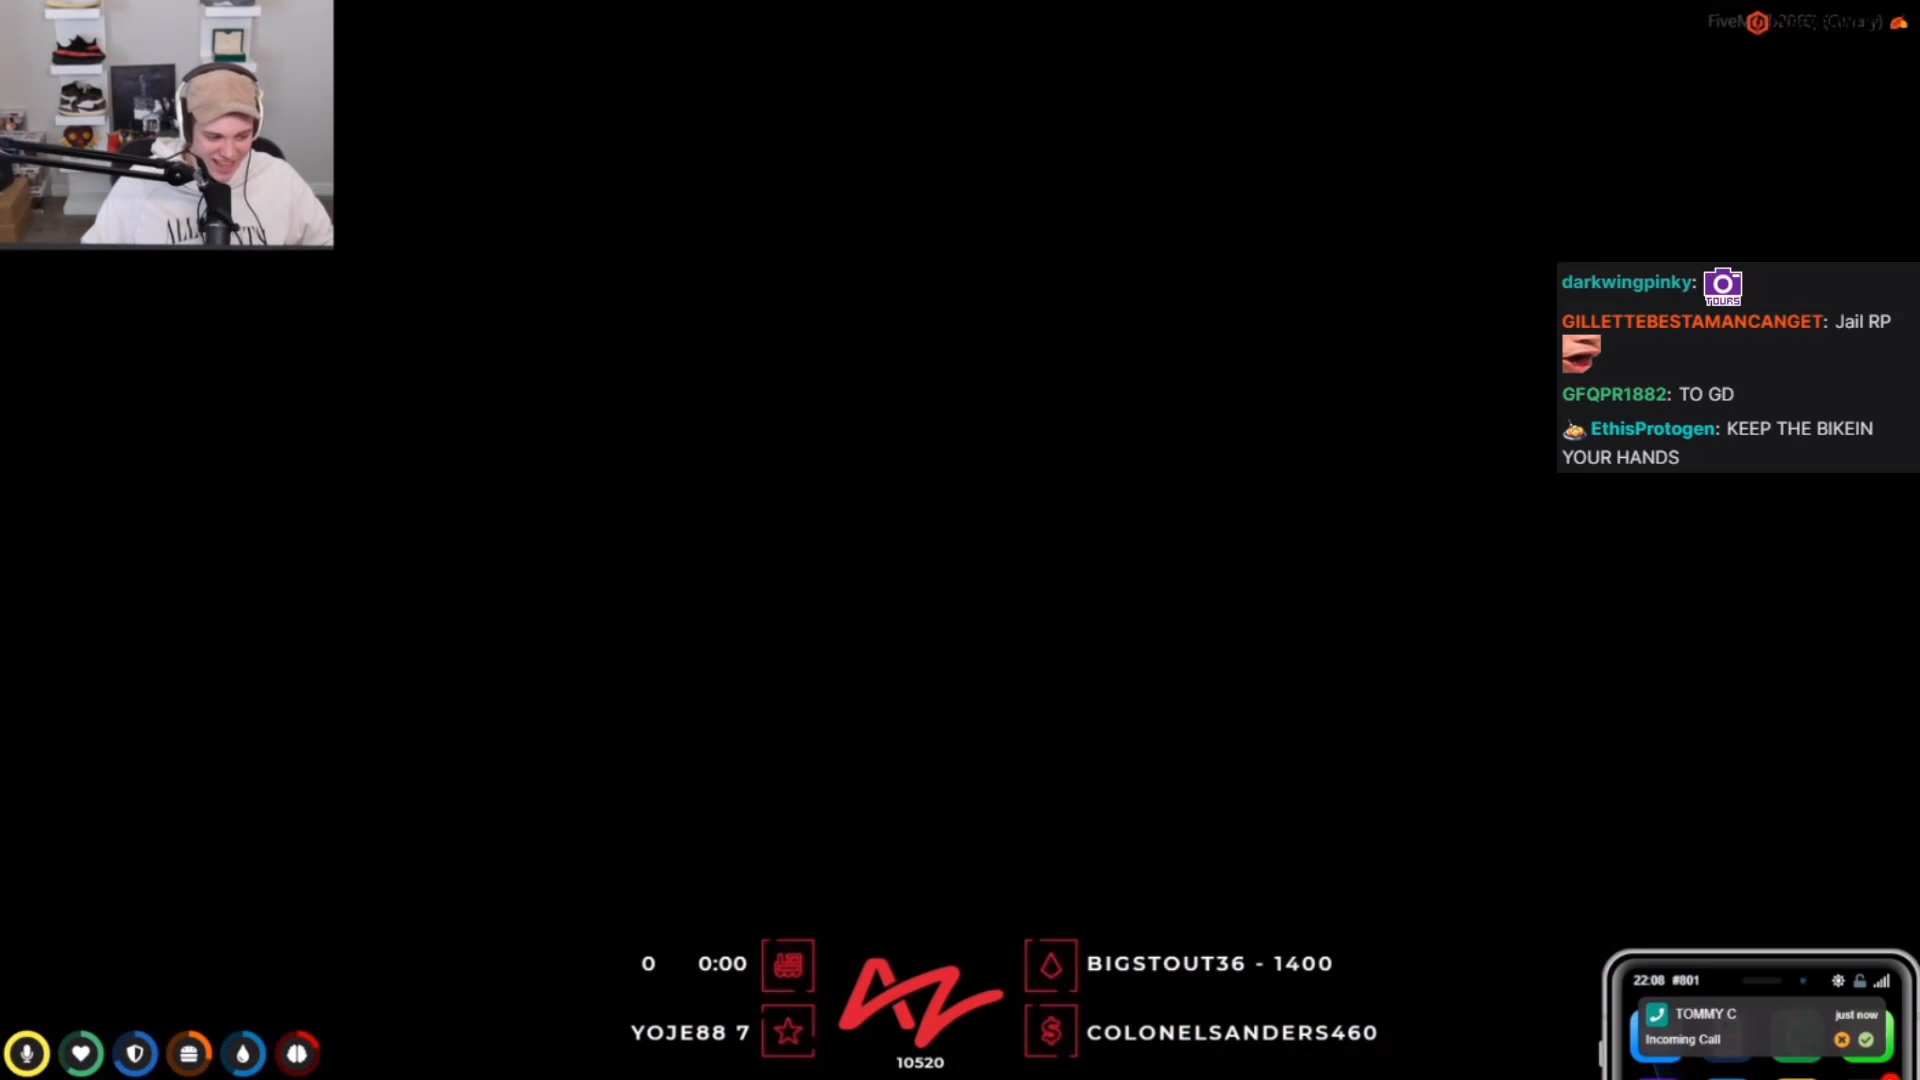 FiveM
darkwingpinky:
TOURS
GILLETTEBESTAMANCANGET: Jail RP
GFQPR1882: TO GD
EthisProtogen: KEEP THE BIKEIN
YOUR HANDS
0 0:00
BIGSTOUT36 - 1400
YOJE88 7
COLONELSANDERS460
10520
22:08 #801
TOMMY C just now
Incoming Call